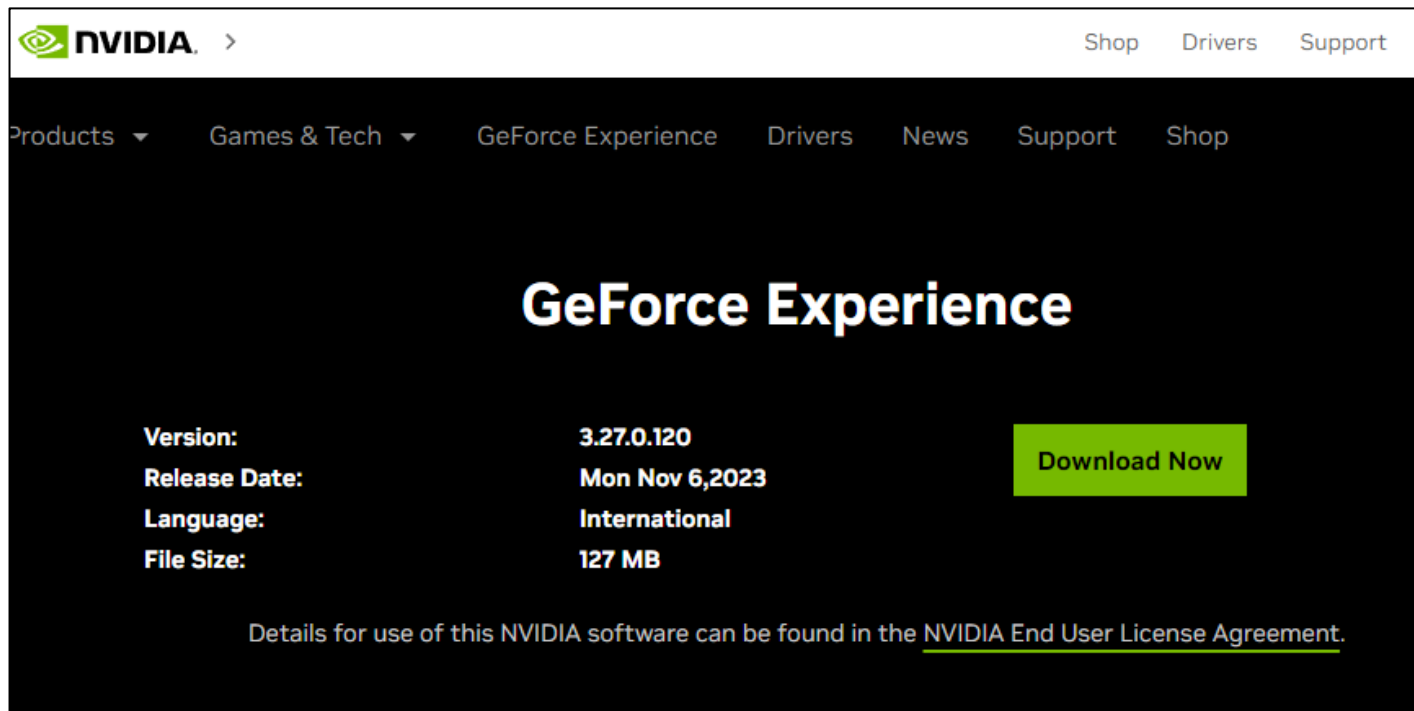 NVIDIA. > Shop Drivers Support
Products Games & Tech GeForce Experience Drivers News Support Shop
GeForce Experience
Version: 3.27.0.120
Download Now
Release Date: Mon Nov 6,2023
Language: International
File Size: 127 MB
Details for use of this NVIDIA software can be found in the NVIDIA End User License Agreement.